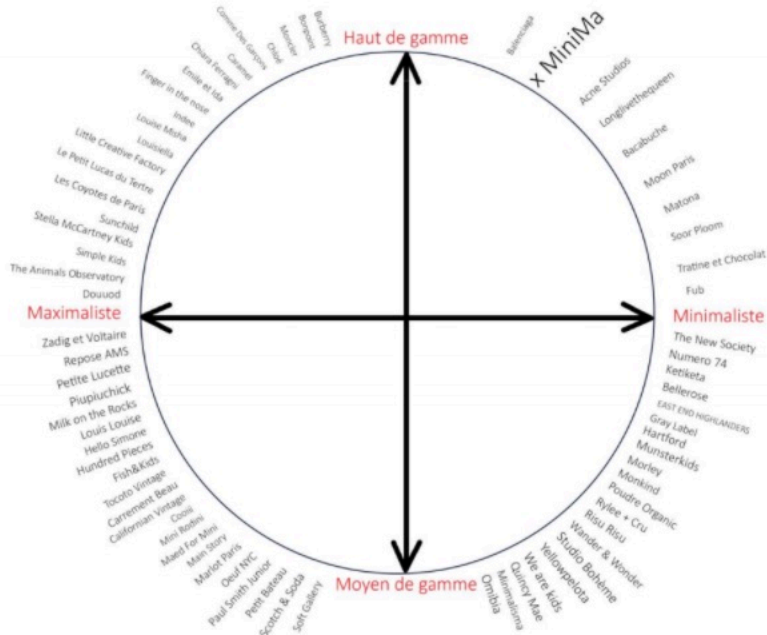 Haut de gamme
Balenciaga
x MiniMa
Acne Studios
Longlivethequeen
Bacabuche
Moon Paris
Matona
Soor Ploom
Tratine et Chocolat
Fub
Minimaliste
The New Society
Numero 74
Ketiketa
Bellerose
EAST END HIGHLANDERS
Gray Label
Hartford
Munsterkids
Morley
Monkind
Poudre Organic
Rylee + Cru
Risu Risu
Wander & Wonder
Studio Bohème
Yellowpelota
We are kids
Quincy Mae
Minimalisma
Omibia
Moyen de gamme
Soft Gallery
Scotch & Soda
Petit Bateau
Paul Smith Junior
Oeuf NYC
Marlot Paris
Main Story
Maed For Mini
Mini Rodini
Coovi
Californian Vintage
Carrement Beau
Tocoto Vintage
Fish&Kids
Hundred Pieces
Hello Simone
Louis Louise
Milk on the Rocks
Piupiuchick
Petite Lucette
Repose AMS
Zadig et Voltaire
Maximaliste
Douuod
The Animals Observatory
Simple Kids
Stella McCartney Kids
Sunchild
Les Coyotes de Paris
Le Petit Lucas du Tertre
Little Creative Factory
Louisiella
Louise Misha
Indee
Finger in the nose
Emile et Ida
Chiara Ferragni
Caramel
Comme Des Garçons
Chloé
Moncler
Bonpoint
Burberry